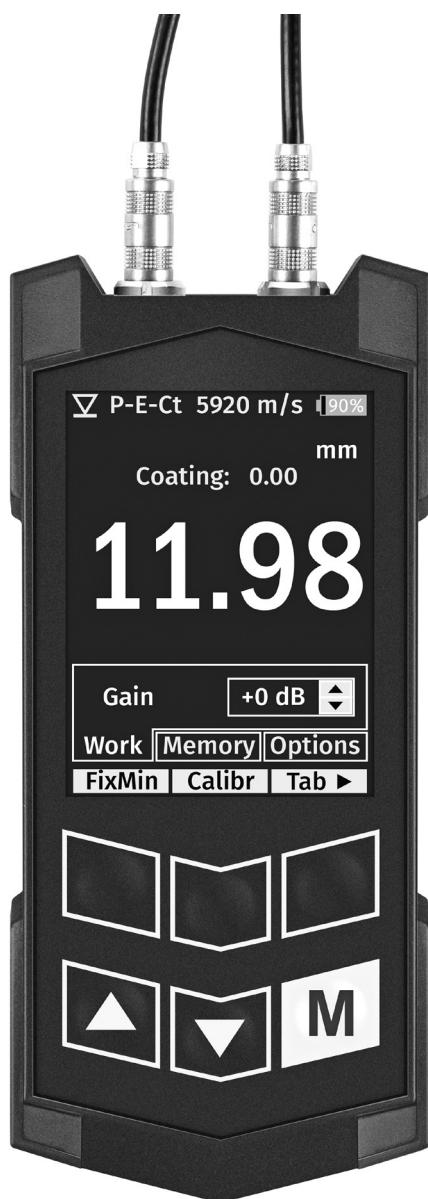 P-E-Ct 5920 m/s 90%
mm
Coating: 0.00
11.98
Gain +0 dB
Work Memory Options
FixMin Calibr Tab ►
M